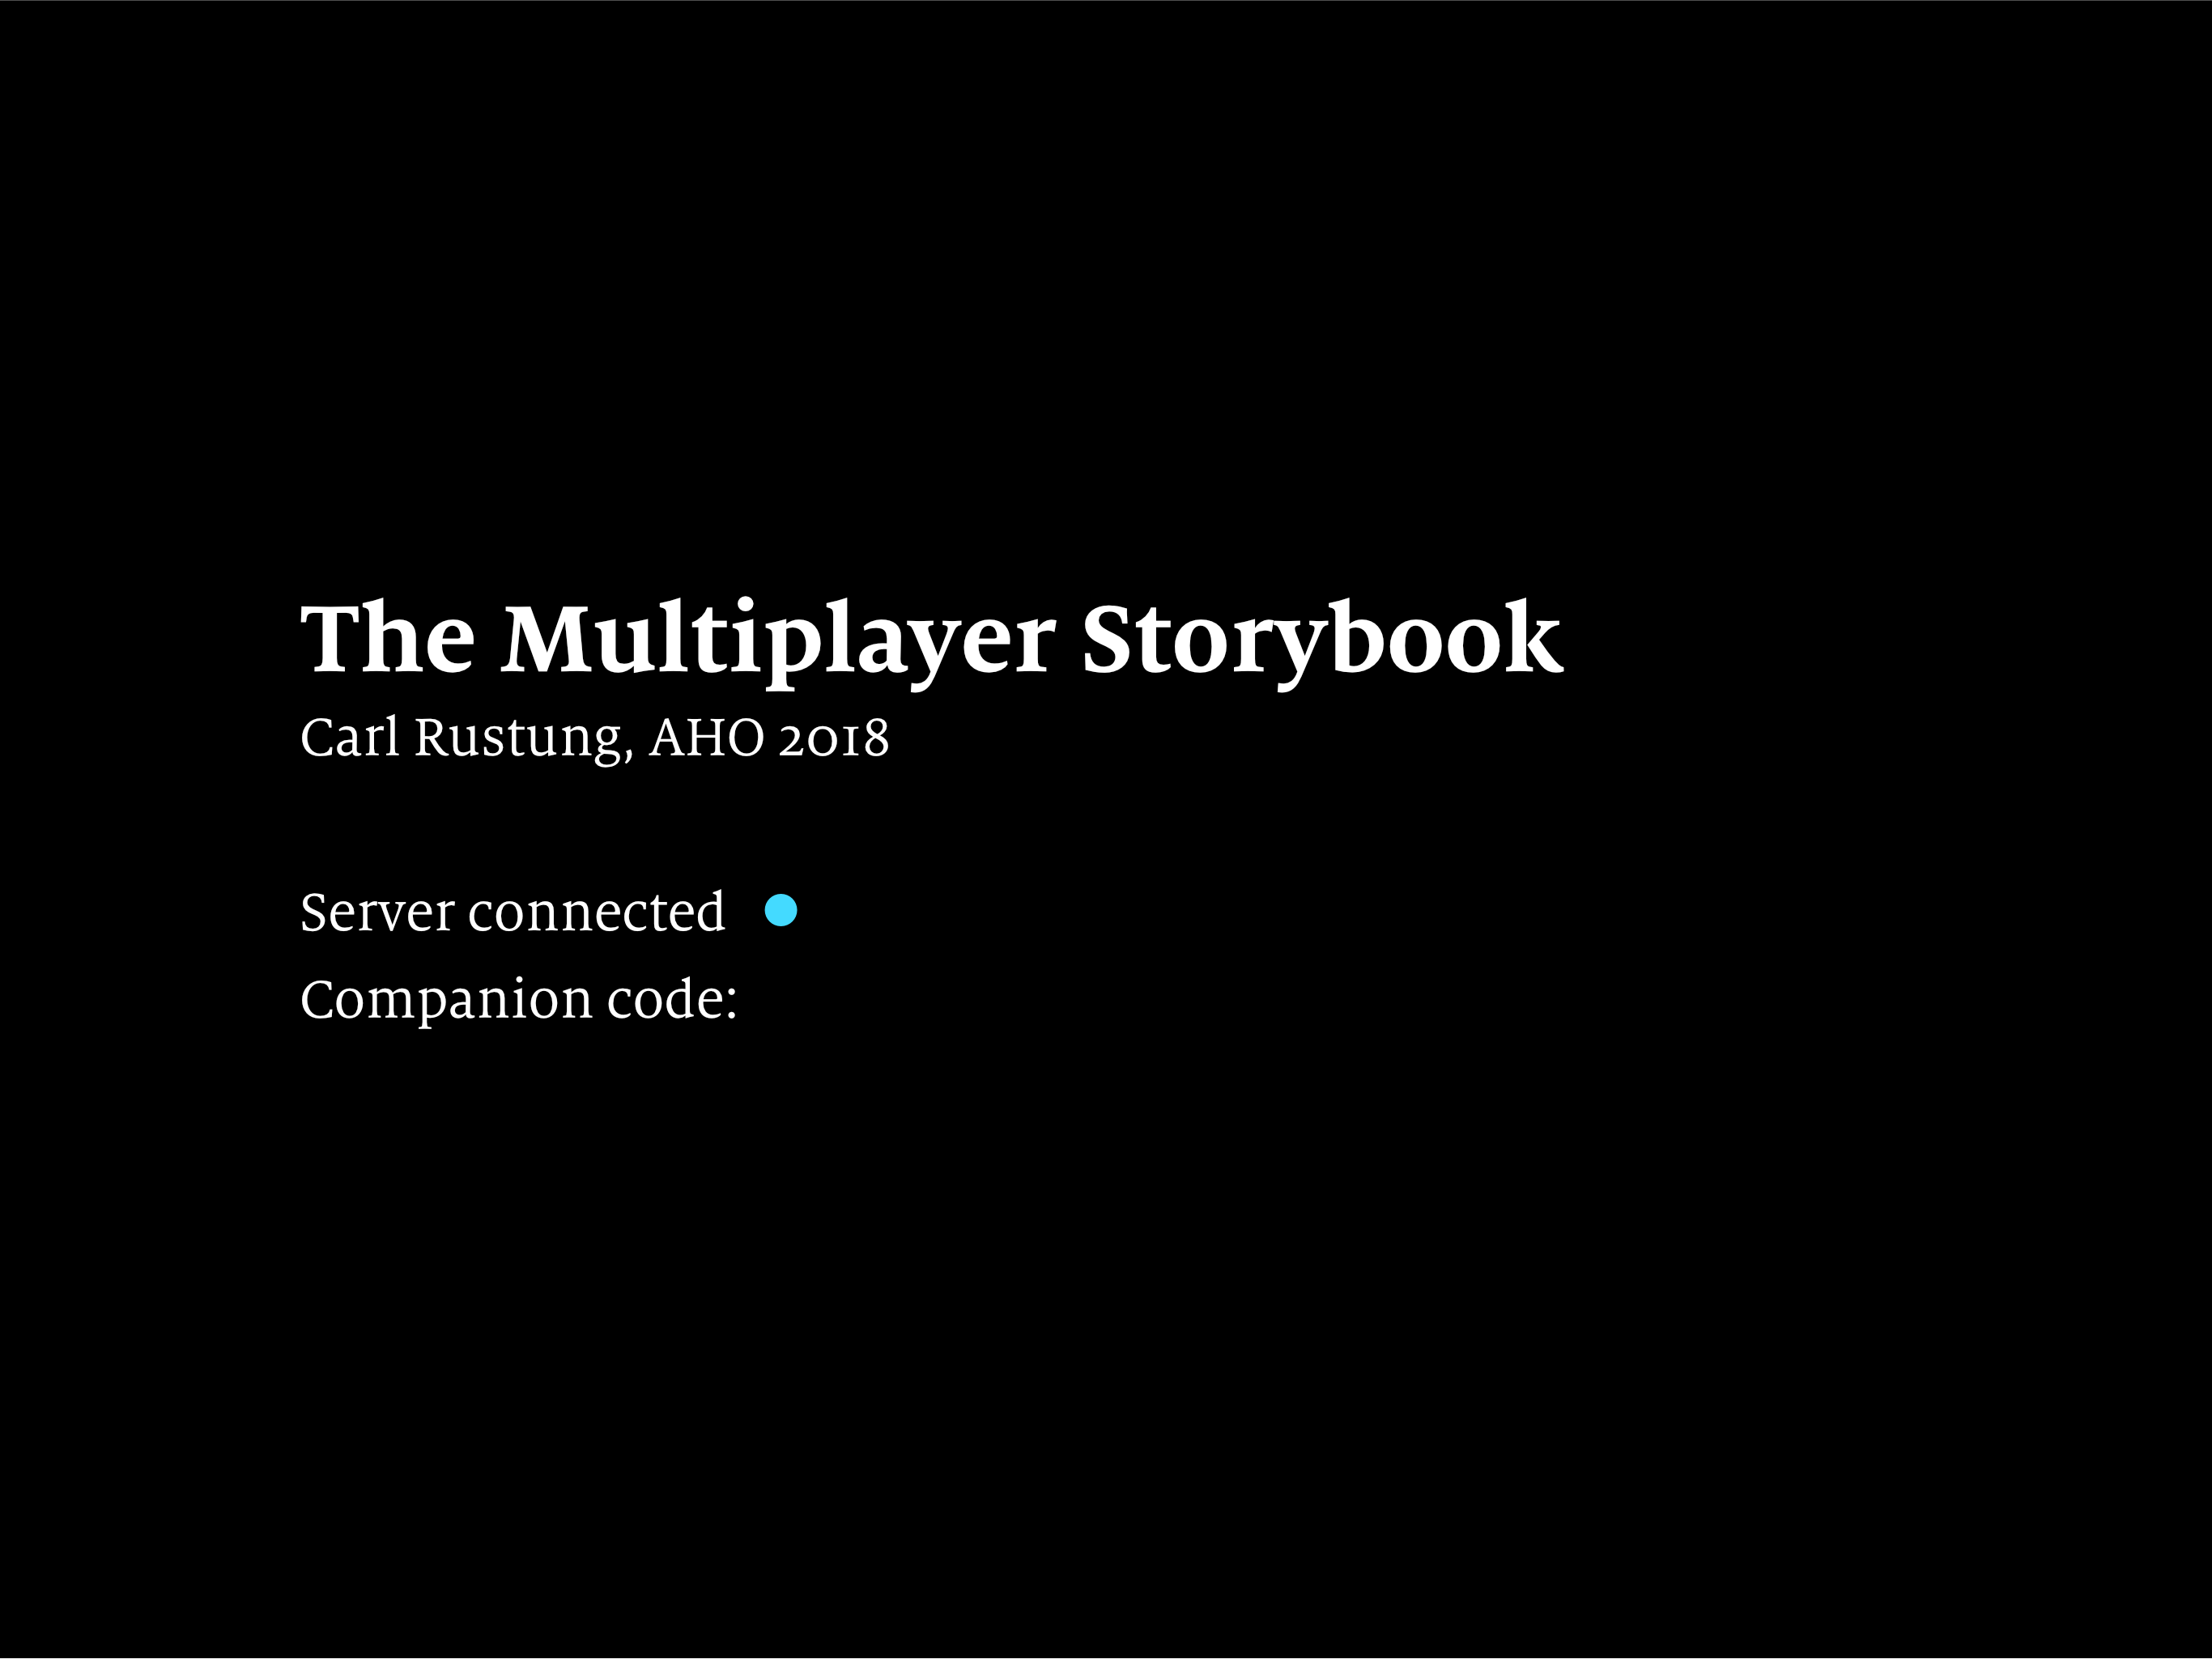 The Multiplayer Storybook
Carl Rustung, AHO 2018
Server connected
Companion code: